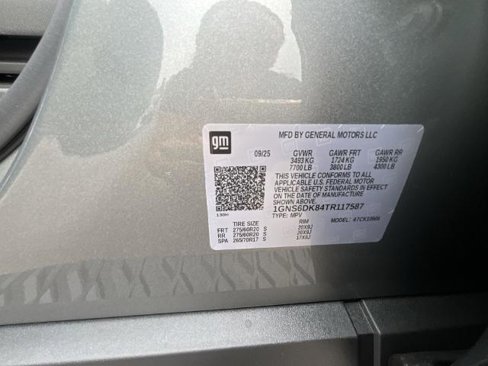 gm
MFD BY GENERAL MOTORS LLC
09/25 GVWR GAWR FRT GAWR RR
3493 KG 1724 KG 1950 KG
7700 LB 3800 LB 4300 LB
THIS VEHICLE CONFORMS TO ALL
APPLICABLE U.S. FEDERAL MOTOR
VEHICLE SAFETY STANDARDS IN EFFECT
ON THE DATE OF MANUFACTURE SHOWN ABOVE.
1GNS6DK84TR117587
TYPE: MPV MODEL:
TIRE SIZE RIM
FRT 275/60R20 S 20X9J
RR 275/60R20 S 20X9J
SPA 265/70R17 S 17X8J